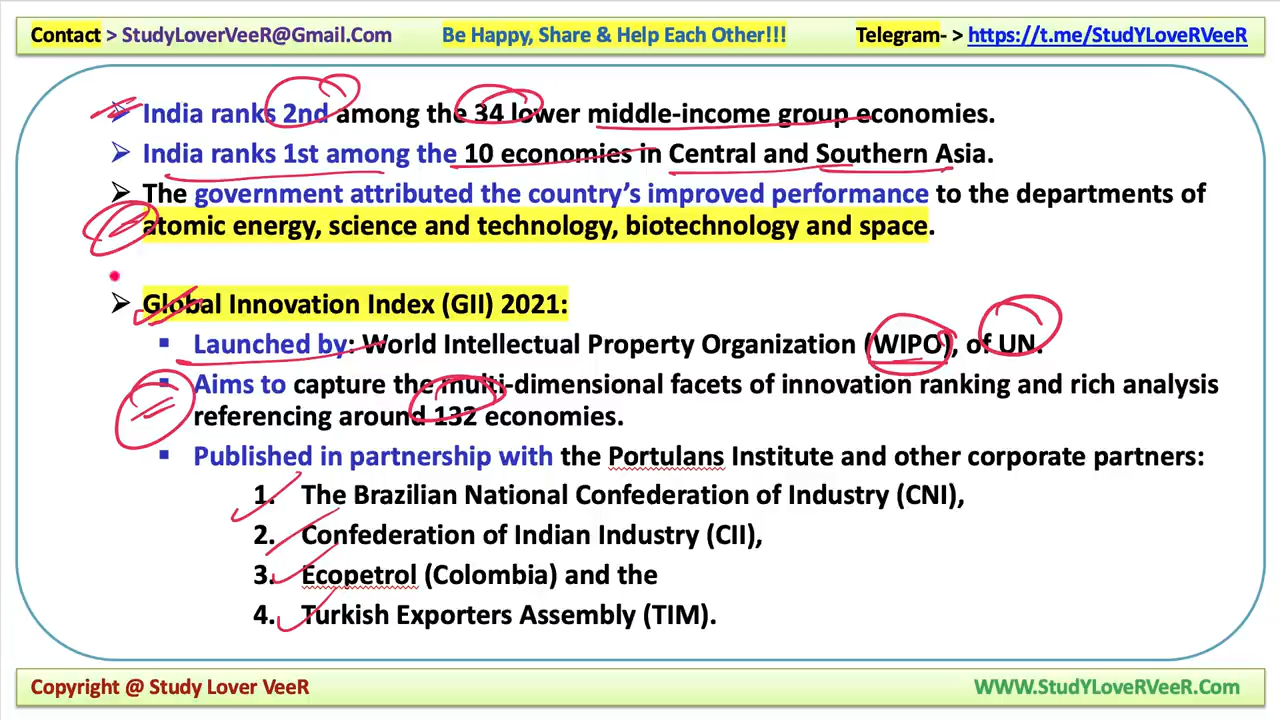 Contact > StudyLoverVeeR@Gmail.Com Be Happy, Share & Help Each Other!!! Telegram- > https://t.me/StudYLoveRVeeR
India ranks 2nd among the 34 lower middle-income group economies.
India ranks 1st among the 10 economies in Central and Southern Asia.
The government attributed the country's improved performance to the departments of
atomic energy, science and technology, biotechnology and space.
Global Innovation Index (GII) 2021:
Launched by: World Intellectual Property Organization (WIPO), of UN.
Aims to capture the multi-dimensional facets of innovation ranking and rich analysis
referencing around 132 economies.
Published in partnership with the Portulans Institute and other corporate partners:
1. The Brazilian National Confederation of Industry (CNI),
2. Confederation of Indian Industry (CII),
3. Ecopetrol (Colombia) and the
4. Turkish Exporters Assembly (TIM).
Copyright @ Study Lover VeeR WWW.StudYLoveRVeeR.Com